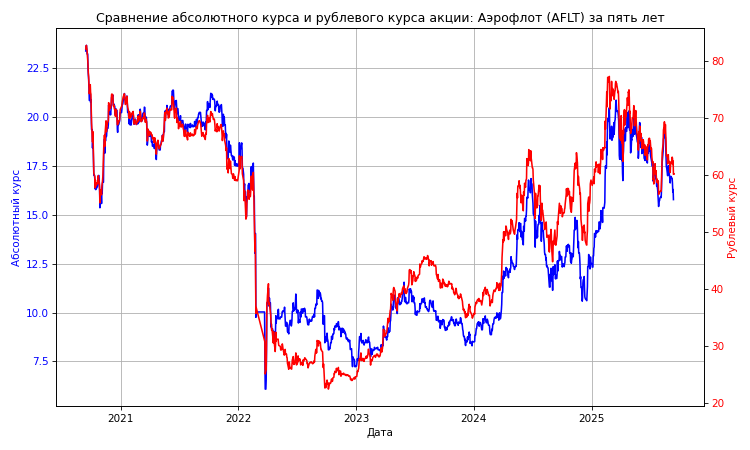 Сравнение абсолютного курса и рублевого курса акции: Аэрофлот (AFLT) за пять лет
22.5
20.0
17.5
15.0
12.5
10.0
7.5
Абсолютный курс
80
70
60
50
40
30
20
Рублевый курс
2021 2022 2023 2024 2025
Дата